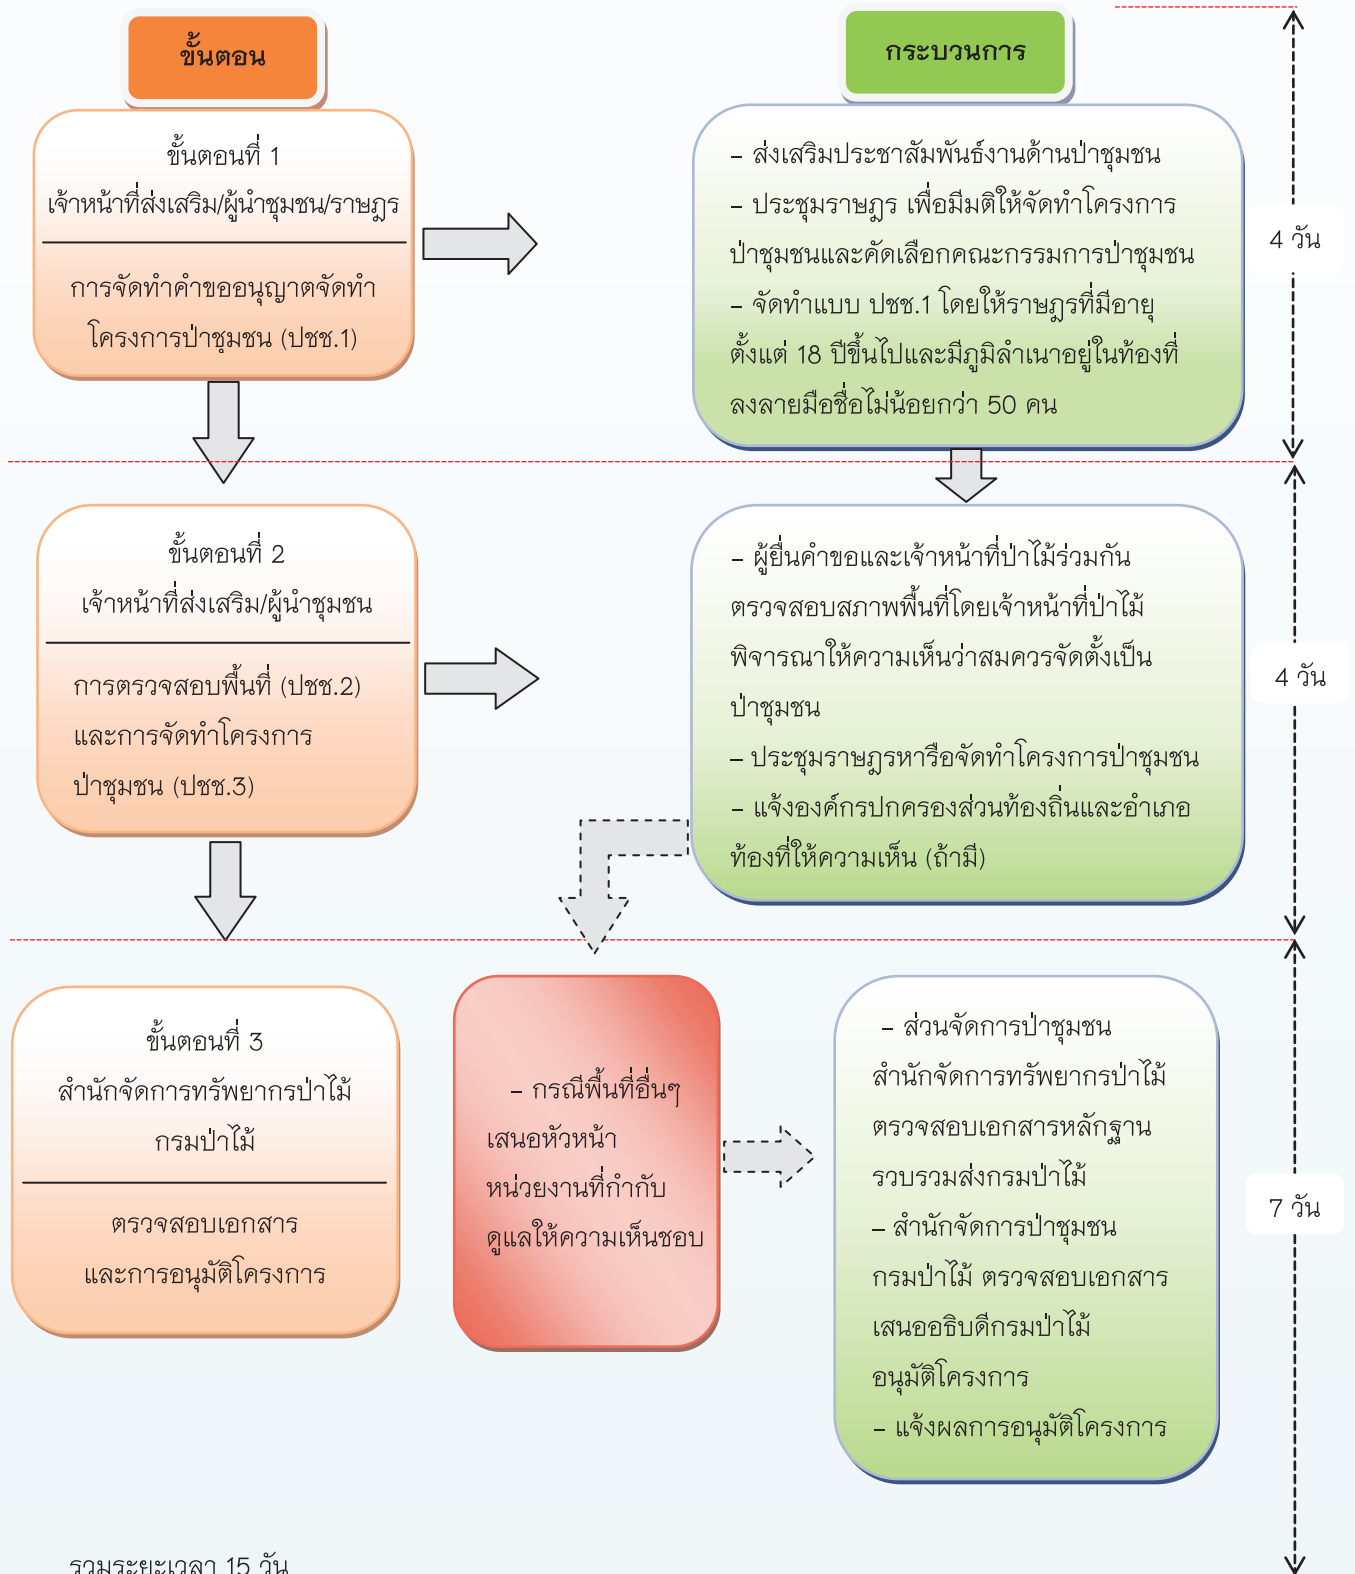 ขั้นตอน
กระบวนการ
ขั้นตอนที่ 1
เจ้าหน้าที่ส่งเสริม/ผู้นำชุมชน/ราษฎร
การจัดทำคำขออนุญาตจัดทำ
โครงการป่าชุมชน (ปชช.1)
– ส่งเสริมประชาสัมพันธ์งานด้านป่าชุมชน
– ประชุมราษฎร เพื่อมีมติให้จัดทำโครงการ
ป่าชุมชนและคัดเลือกคณะกรรมการป่าชุมชน
– จัดทำแบบ ปชช.1 โดยให้ราษฎรที่มีอายุ
ตั้งแต่ 18 ปีขึ้นไปและมีภูมิลำเนาอยู่ในท้องที่
ลงลายมือชื่อไม่น้อยกว่า 50 คน
4 วัน
ขั้นตอนที่ 2
เจ้าหน้าที่ส่งเสริม/ผู้นำชุมชน
การตรวจสอบพื้นที่ (ปชช.2)
และการจัดทำโครงการ
ป่าชุมชน (ปชช.3)
– ผู้ยื่นคำขอและเจ้าหน้าที่ป่าไม้ร่วมกัน
ตรวจสอบสภาพพื้นที่โดยเจ้าหน้าที่ป่าไม้
พิจารณาให้ความเห็นว่าสมควรจัดตั้งเป็น
ป่าชุมชน
– ประชุมราษฎรหารือจัดทำโครงการป่าชุมชน
– แจ้งองค์กรปกครองส่วนท้องถิ่นและอำเภอ
ท้องที่ให้ความเห็น (ถ้ามี)
4 วัน
ขั้นตอนที่ 3
สำนักจัดการทรัพยากรป่าไม้
กรมป่าไม้
ตรวจสอบเอกสาร
และการอนุมัติโครงการ
– กรณีพื้นที่อื่นๆ
เสนอหัวหน้า
หน่วยงานที่กำกับ
ดูแลให้ความเห็นชอบ
– ส่วนจัดการป่าชุมชน
สำนักจัดการทรัพยากรป่าไม้
ตรวจสอบเอกสารหลักฐาน
รวบรวมส่งกรมป่าไม้
– สำนักจัดการป่าชุมชน
กรมป่าไม้ ตรวจสอบเอกสาร
เสนออธิบดีกรมป่าไม้
อนุมัติโครงการ
– แจ้งผลการอนุมัติโครงการ
7 วัน
รวมระยะเวลา 15 วัน